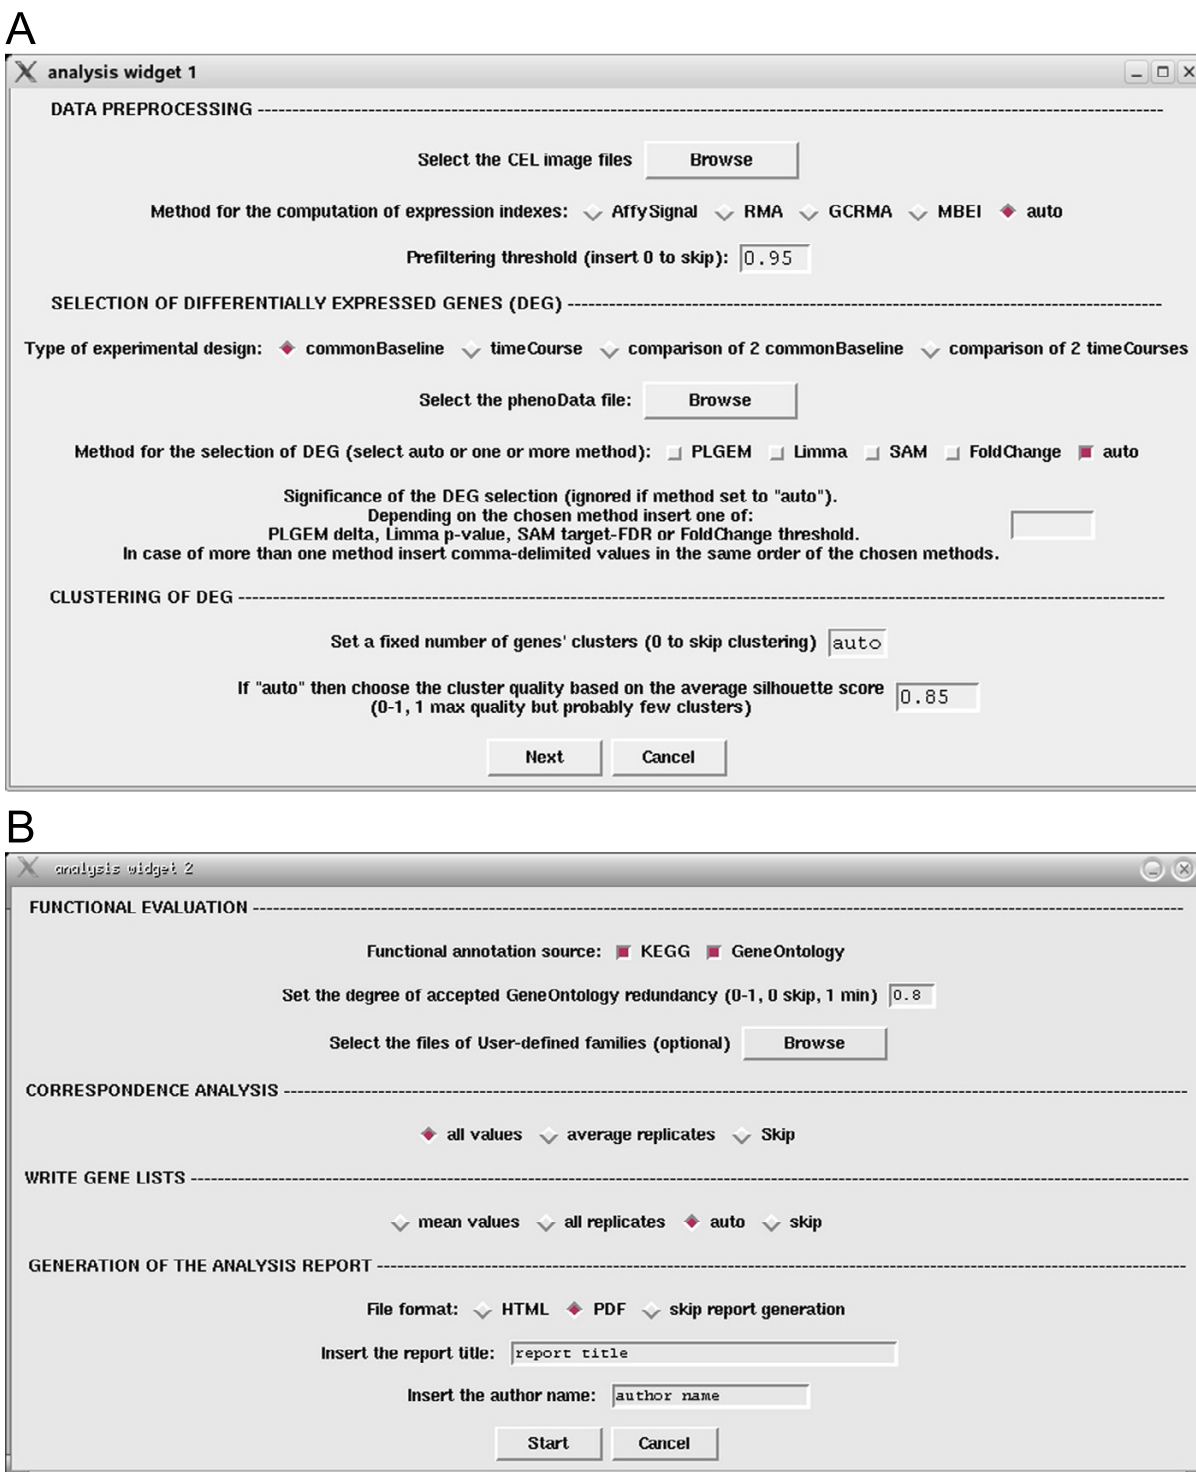 A
analysis widget 1
DATA PREPROCESSING
Select the CEL image files Browse
Method for the computation of expression indexes: AffySignal RMA GCRMA MBEI auto
Prefiltering threshold (insert 0 to skip): 0.95
SELECTION OF DIFFERENTIALLY EXPRESSED GENES (DEG)
Type of experimental design: commonBaseline timeCourse comparison of 2 commonBaseline comparison of 2 timeCourses
Select the phenoData file: Browse
Method for the selection of DEG (select auto or one or more method): PLGEM Limma SAM FoldChange auto
Significance of the DEG selection (ignored if method set to "auto").
Depending on the chosen method insert one of:
PLGEM delta, Limma p-value, SAM target-FDR or FoldChange threshold.
In case of more than one method insert comma-delimited values in the same order of the chosen methods.
CLUSTERING OF DEG
Set a fixed number of genes' clusters (0 to skip clustering) auto
If "auto" then choose the cluster quality based on the average silhouette score
(0-1, 1 max quality but probably few clusters) 0.85
Next Cancel
B
analysis widget 2
FUNCTIONAL EVALUATION
Functional annotation source: KEGG GeneOntology
Set the degree of accepted GeneOntology redundancy (0-1, 0 skip, 1 min) 0.8
Select the files of User-defined families (optional) Browse
CORRESPONDENCE ANALYSIS
all values average replicates Skip
WRITE GENE LISTS
mean values all replicates auto skip
GENERATION OF THE ANALYSIS REPORT
File format: HTML PDF skip report generation
Insert the report title: report title
Insert the author name: author name
Start Cancel